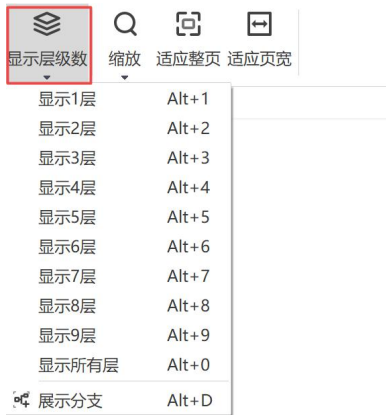 显示层级数 缩放 适应整页 适应页宽
显示1层 Alt+1
显示2层 Alt+2
显示3层 Alt+3
显示4层 Alt+4
显示5层 Alt+5
显示6层 Alt+6
显示7层 Alt+7
显示8层 Alt+8
显示9层 Alt+9
显示所有层 Alt+0
展示分支 Alt+D